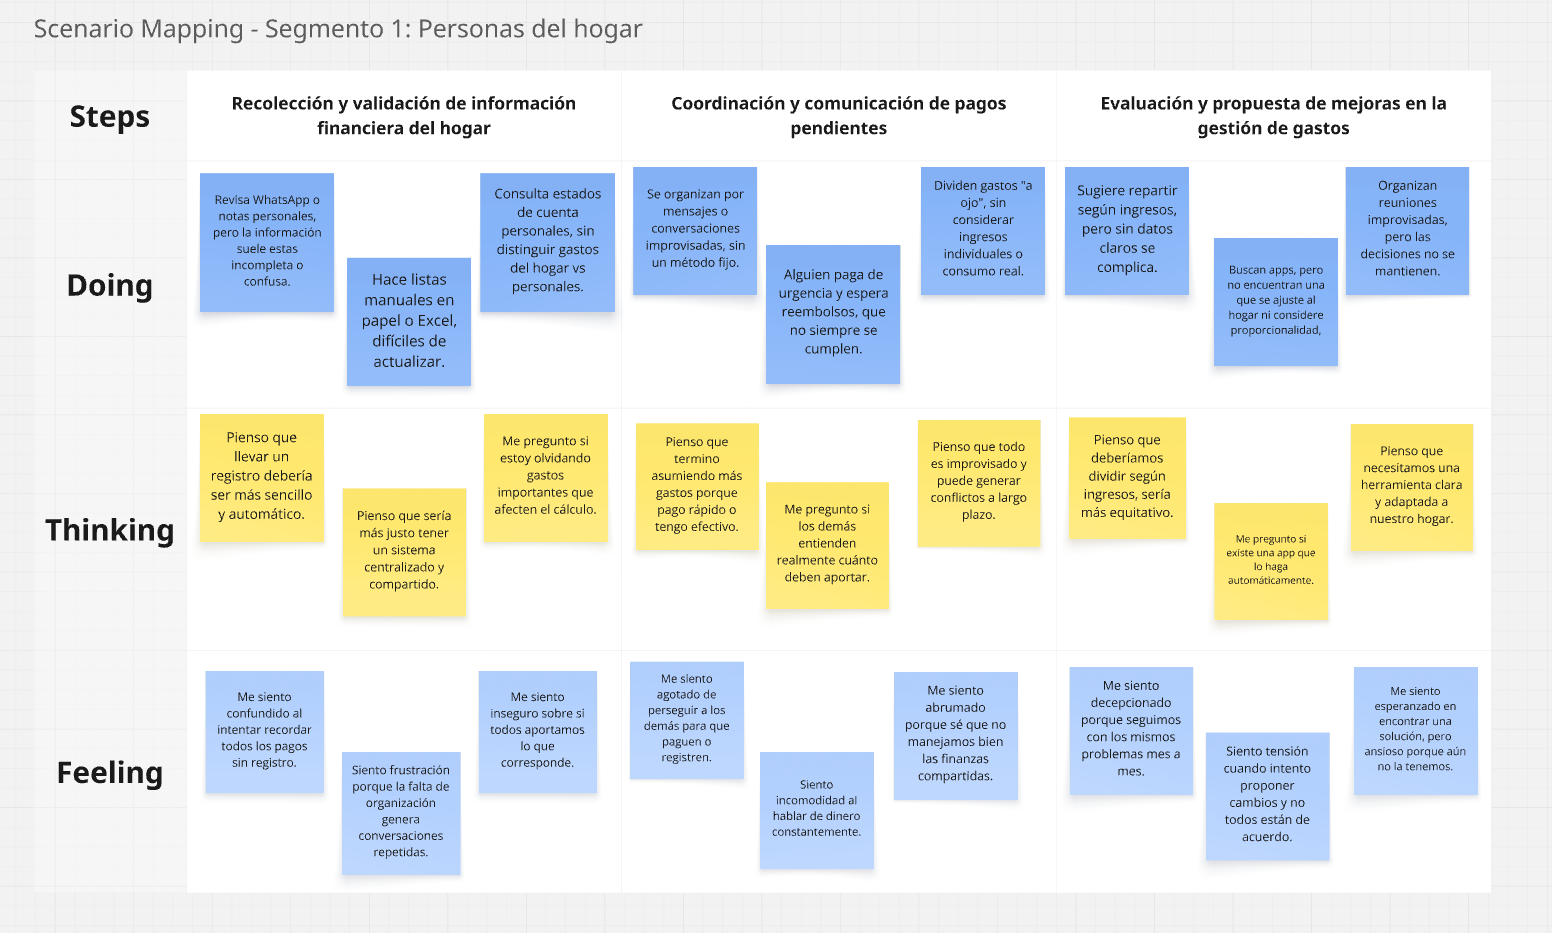 Scenario Mapping - Segmento 1: Personas del hogar
Steps
Recolección y validación de información
financiera del hogar
Coordinación y comunicación de pagos
pendientes
Evaluación y propuesta de mejoras en la
gestión de gastos
Doing
Revisa WhatsApp o
notas personales,
pero la información
suele estas
incompleta o
confusa.
Hace listas
manuales en
papel o Excel,
difíciles de
actualizar.
Consulta estados
de cuenta
personales, sin
distinguir gastos
del hogar vs
personales.
Se organizan por
mensajes o
conversaciones
improvisadas, sin
un método fijo.
Alguien paga de
urgencia y espera
reembolsos, que
no siempre se
cumplen.
Dividen gastos "a
ojo", sin
considerar
ingresos
individuales o
consumo real.
Sugiere repartir
según ingresos,
pero sin datos
claros se
complica.
Buscan apps, pero
no encuentran una
que se ajuste al
hogar ni considere
proporcionalidad,
Organizan
reuniones
improvisadas,
pero las
decisiones no se
mantienen.
Thinking
Pienso que
llevar un
registro debería
ser más sencillo
y automático.
Pienso que sería
más justo tener
un sistema
centralizado y
compartido.
Me pregunto si
estoy olvidando
gastos
importantes que
afecten el cálculo.
Pienso que
termino
asumiendo más
gastos porque
pago rápido o
tengo efectivo.
Me pregunto si
los demás
entienden
realmente cuánto
deben aportar.
Pienso que todo
es improvisado y
puede generar
conflictos a largo
plazo.
Pienso que
deberíamos
dividir según
ingresos, sería
más equitativo.
Me pregunto si
existe una app que
lo haga
automáticamente.
Pienso que
necesitamos una
herramienta clara
y adaptada a
nuestro hogar.
Feeling
Me siento
confundido al
intentar recordar
todos los pagos
sin registro.
Siento frustración
porque la falta de
organización
genera
conversaciones
repetidas.
Me siento
inseguro sobre si
todos aportamos
lo que
corresponde.
Me siento
agotado de
perseguir a los
demás para que
paguen o
registren.
Siento
incomodidad al
hablar de dinero
constantemente.
Me siento
abrumado
porque sé que no
manejamos bien
las finanzas
compartidas.
Me siento
decepcionado
porque seguimos
con los mismos
problemas mes a
mes.
Siento tensión
cuando intento
proponer
cambios y no
todos están de
acuerdo.
Me siento
esperanzado en
encontrar una
solución, pero
ansioso porque aún
no la tenemos.